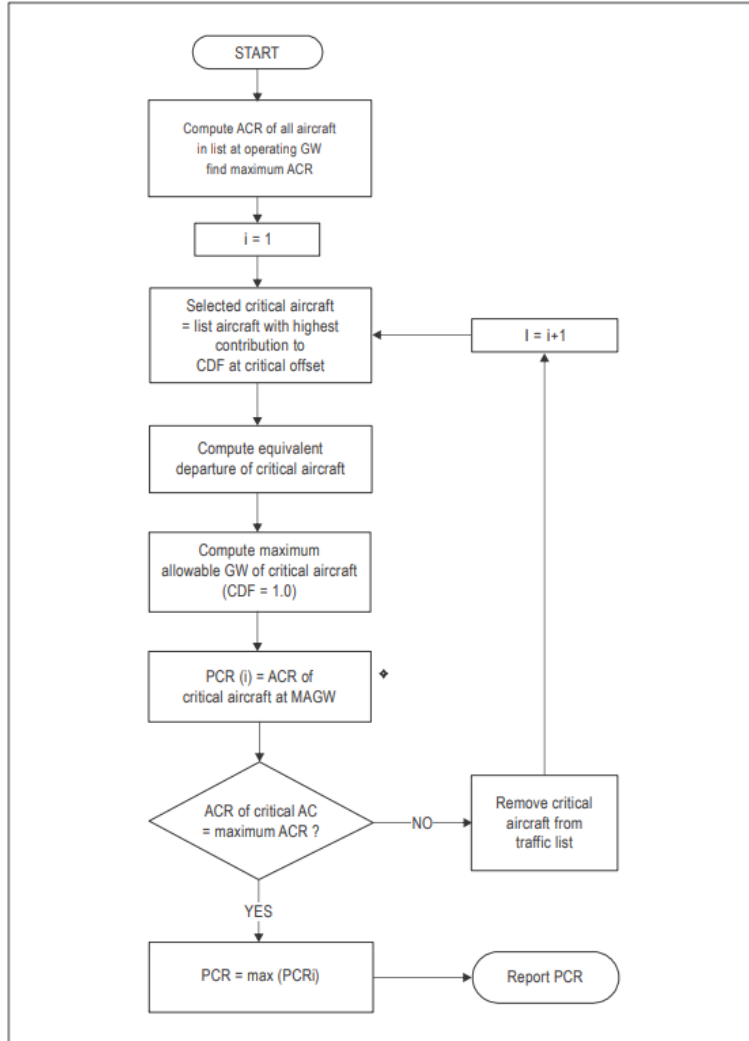 START
Compute ACR of all aircraft
in list at operating GW
find maximum ACR
i = 1
Selected critical aircraft
= list aircraft with highest
contribution to
CDF at critical offset
I = i+1
Compute equivalent
departure of critical aircraft
Compute maximum
allowable GW of critical aircraft
(CDF = 1.0)
PCR (i) = ACR of
critical aircraft at MAGW
ACR of critical AC
= maximum ACR ?
NO
Remove critical
aircraft from
traffic list
YES
PCR = max (PCRi)
Report PCR